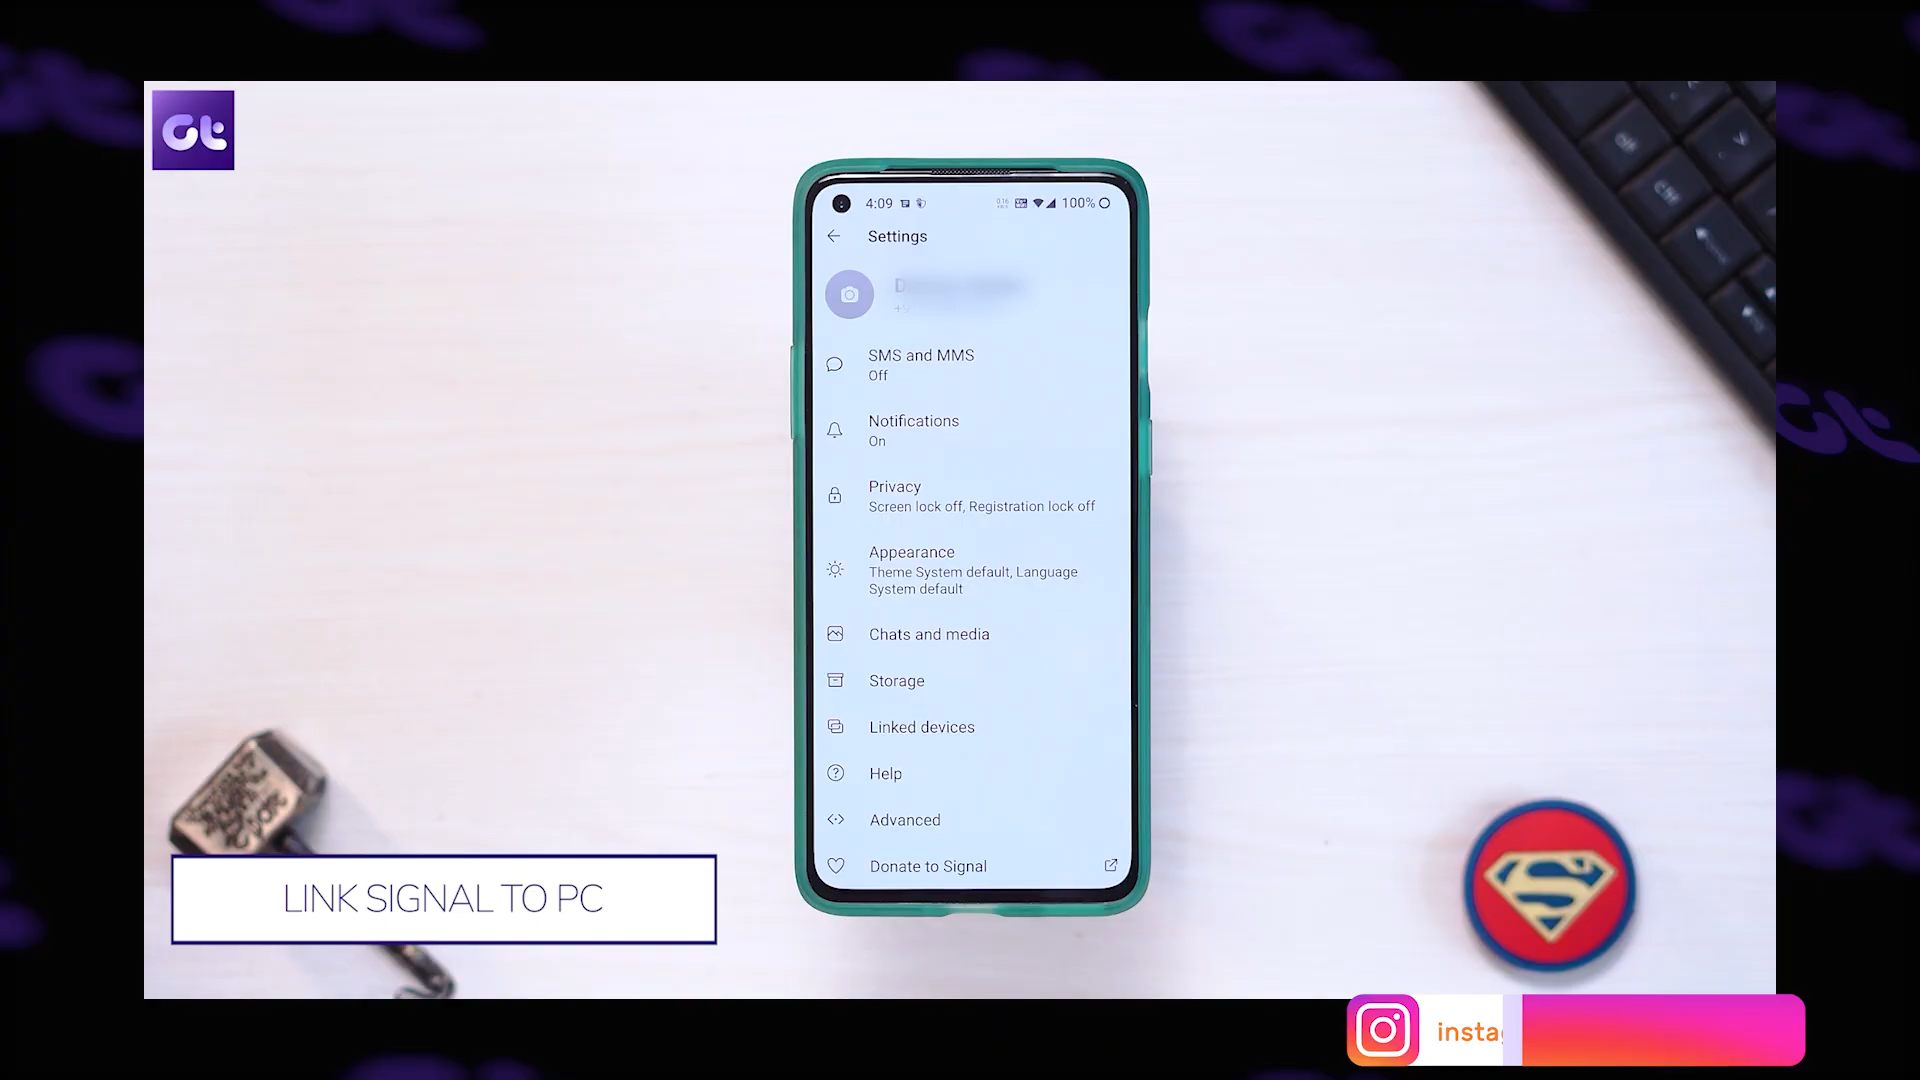 Gt
4:09
100%
Settings
SMS and MMS
Off
Notifications
On
Privacy
Screen lock off, Registration lock off
Appearance
Theme System default, Language
System default
Chats and media
Storage
Linked devices
Help
Advanced
Donate to Signal
LINK SIGNAL TO PC
insta